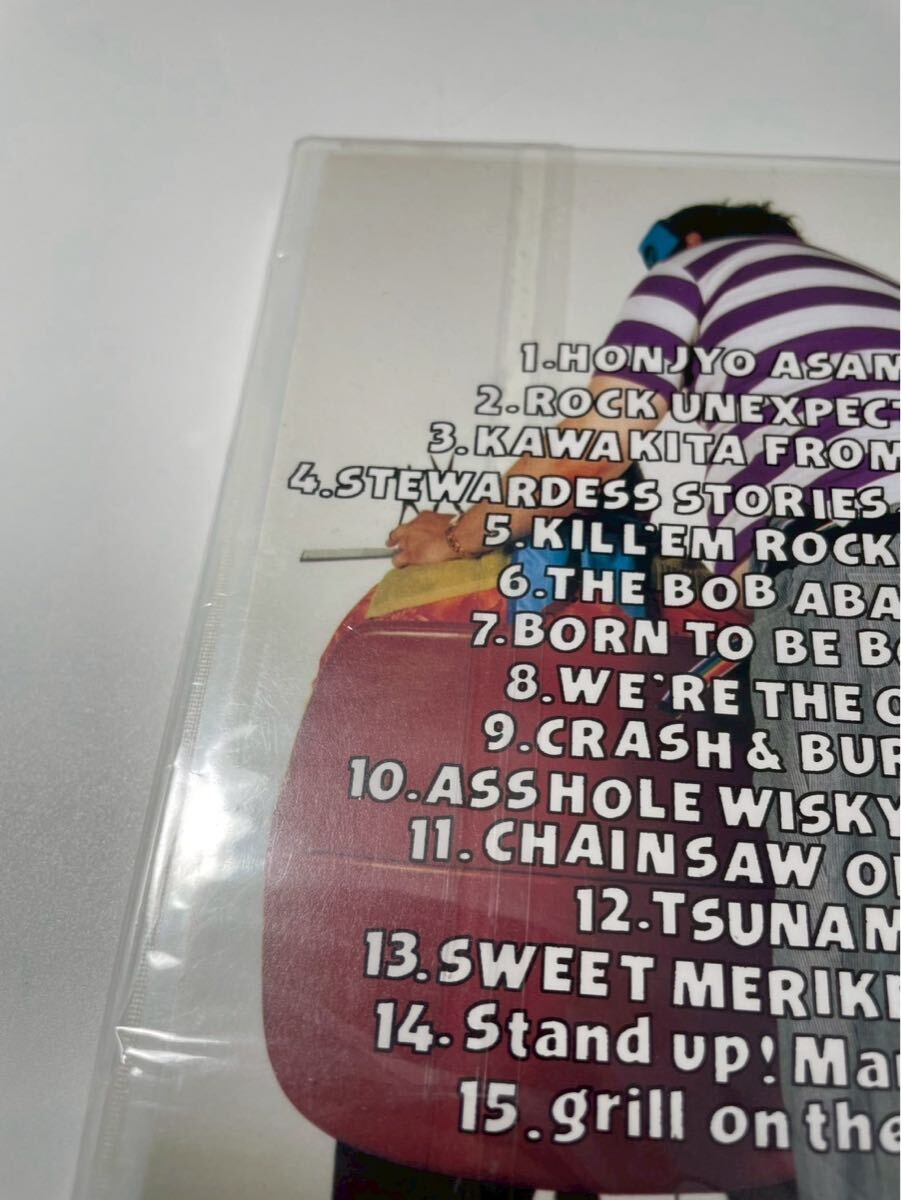 1.HONJYO ASAM
2.ROCK UNEXPECT
3.KAWAKITA FROM
4.STEWARDESS STORIES
5.KILL'EM ROCK
6.THE BOB ABA
7.BORN TO BE B
8.WE'RE THE
9.CRASH & BUR
10.ASSHOLE WISKY
11.CHAINSAW
12.TSUNAM
13.SWEET MERIKE
14.Stand up! Mar
15.grill on the